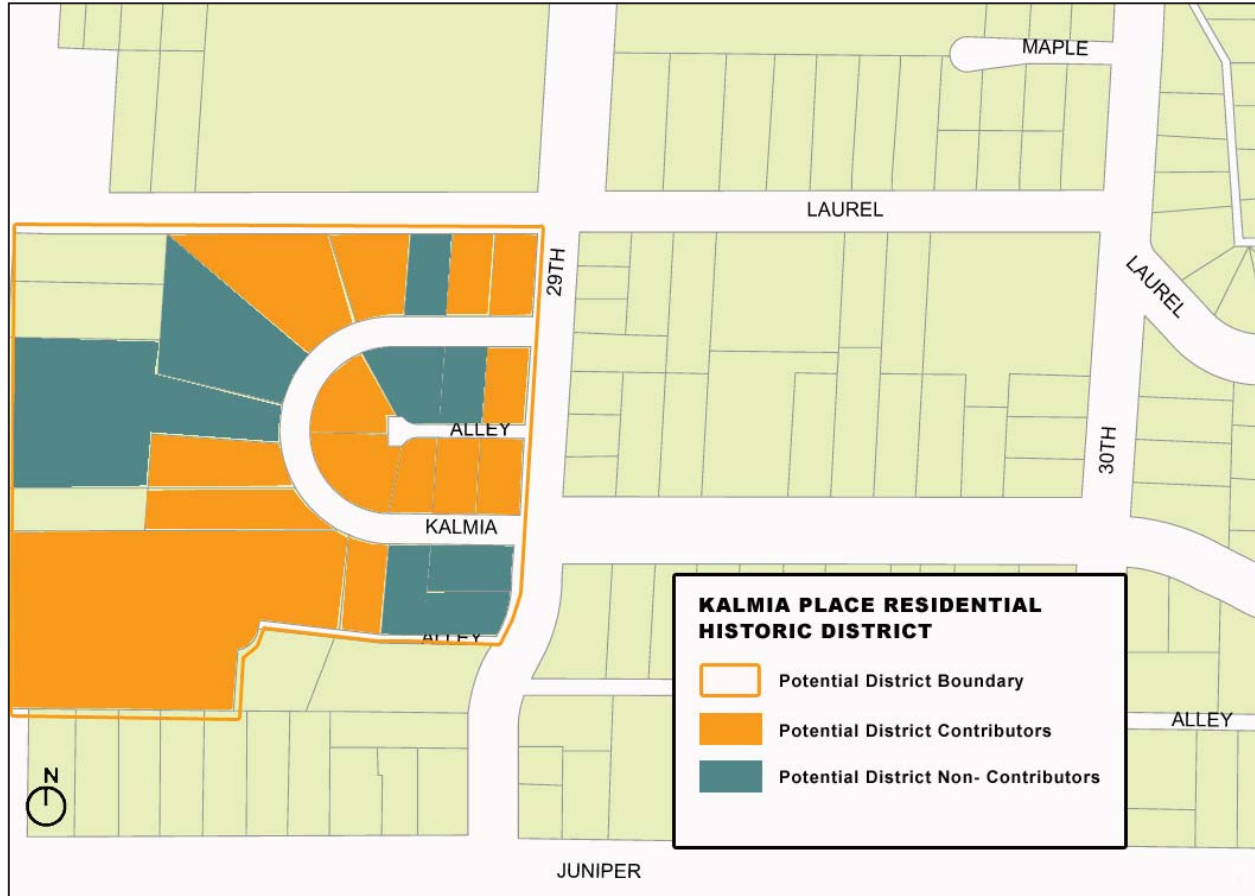 MAPLE
LAUREL
LAUREL
29TH
30TH
ALLEY
KALMIA
ALLEY
KALMIA PLACE RESIDENTIAL
HISTORIC DISTRICT
Potential District Boundary
Potential District Contributors
Potential District Non- Contributors
ALLEY
N
JUNIPER